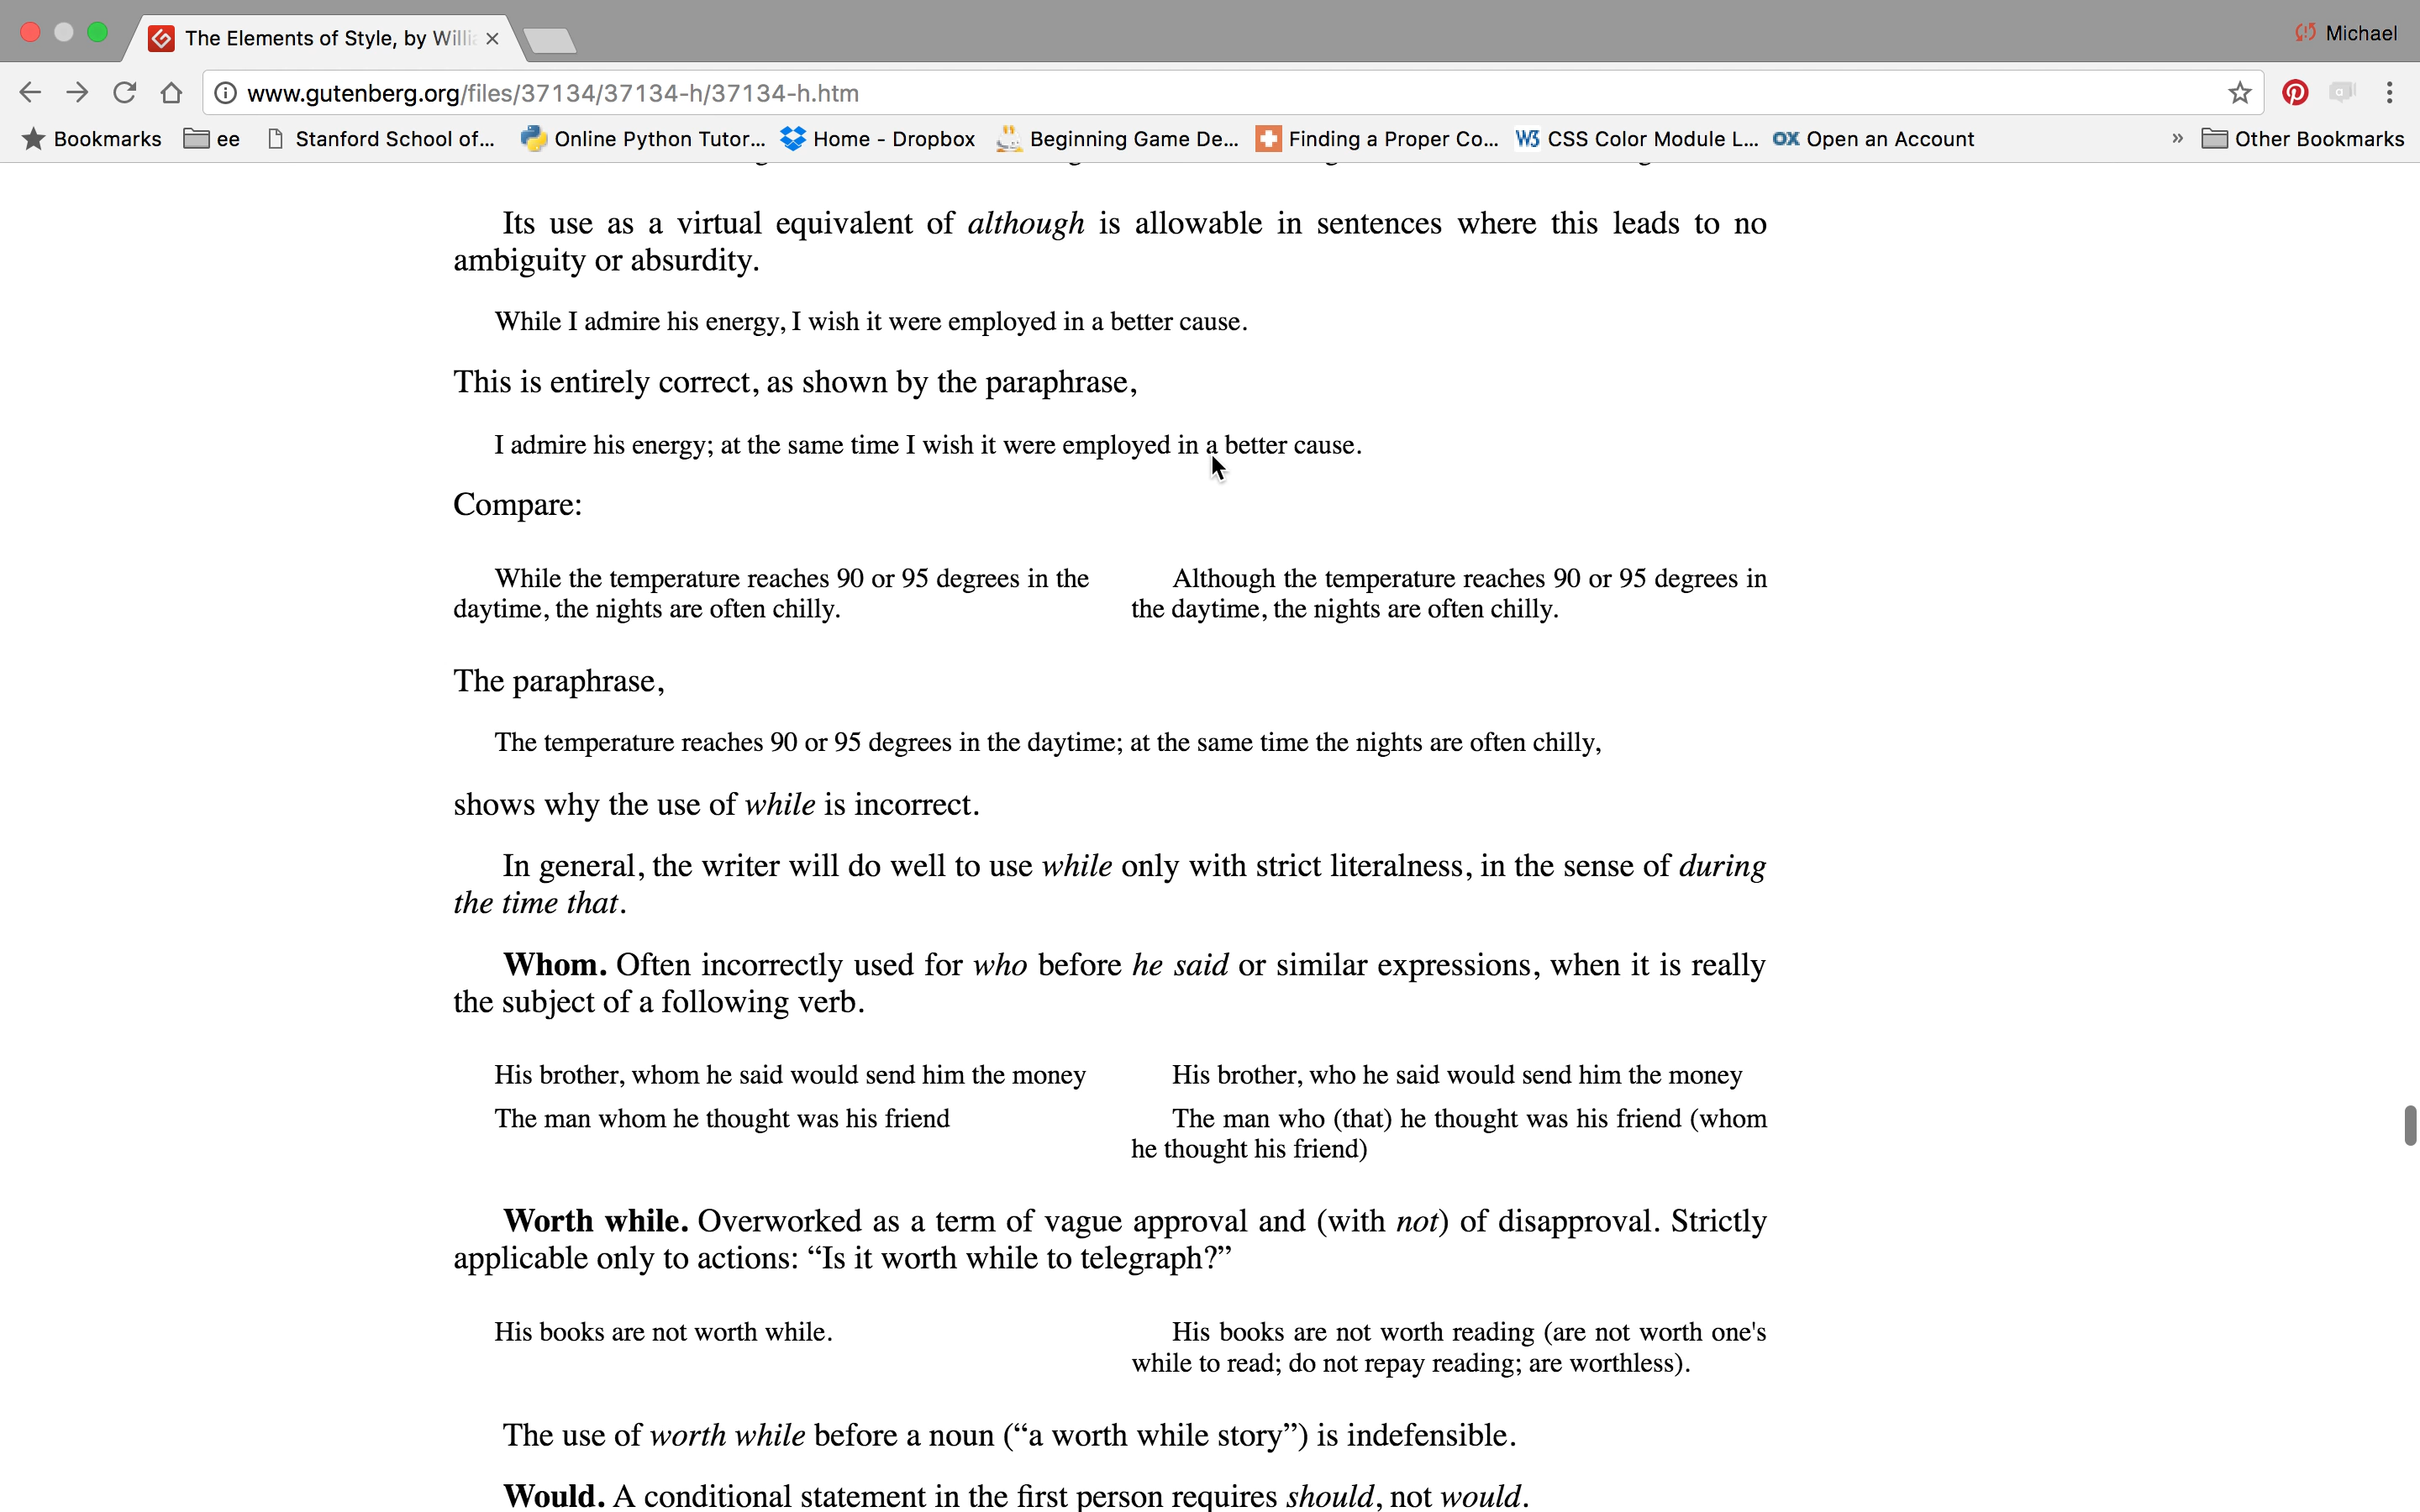 The Elements of Style, by Willi
Michael
www.gutenberg.org/files/37134/37134-h/37134-h.htm
Bookmarks ee Stanford School of... Online Python Tutor... Home - Dropbox Beginning Game De... Finding a Proper Co... W3 CSS Color Module L... OX Open an Account » Other Bookmarks
Its use as a virtual equivalent of although is allowable in sentences where this leads to no
ambiguity or absurdity.
While I admire his energy, I wish it were employed in a better cause.
This is entirely correct, as shown by the paraphrase,
I admire his energy; at the same time I wish it were employed in a better cause.
Compare:
While the temperature reaches 90 or 95 degrees in the
daytime, the nights are often chilly.
Although the temperature reaches 90 or 95 degrees in
the daytime, the nights are often chilly.
The paraphrase,
The temperature reaches 90 or 95 degrees in the daytime; at the same time the nights are often chilly,
shows why the use of while is incorrect.
In general, the writer will do well to use while only with strict literalness, in the sense of during
the time that.
Whom. Often incorrectly used for who before he said or similar expressions, when it is really
the subject of a following verb.
His brother, whom he said would send him the money
His brother, who he said would send him the money
The man whom he thought was his friend
The man who (that) he thought was his friend (whom
he thought his friend)
Worth while. Overworked as a term of vague approval and (with not) of disapproval. Strictly
applicable only to actions: “Is it worth while to telegraph?”
His books are not worth while.
His books are not worth reading (are not worth one's
while to read; do not repay reading; are worthless).
The use of worth while before a noun (“a worth while story”) is indefensible.
Would. A conditional statement in the first person requires should, not would.